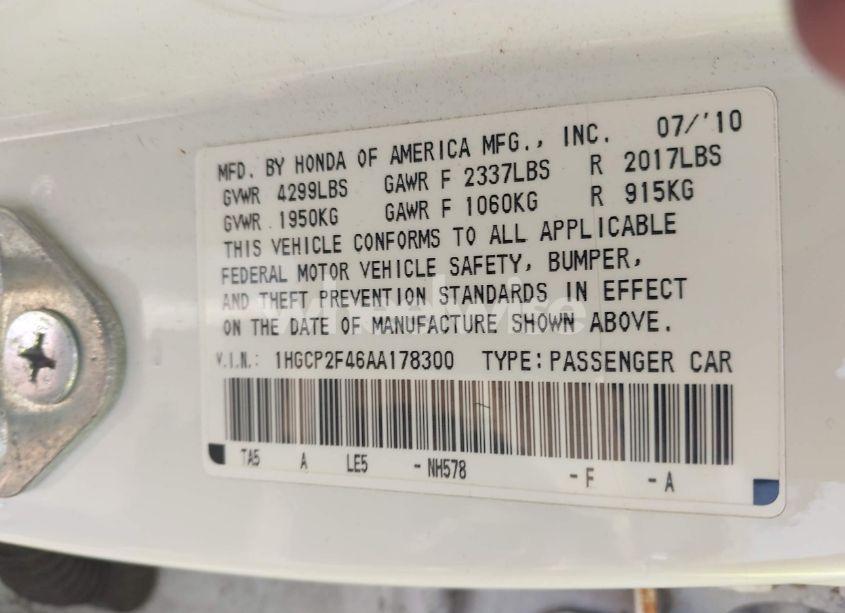 MFD. BY HONDA OF AMERICA MFG., INC. 07/'10
GVWR 4299LBS GAWR F 2337LBS R 2017LBS
GVWR 1950KG GAWR F 1060KG R 915KG
THIS VEHICLE CONFORMS TO ALL APPLICABLE
FEDERAL MOTOR VEHICLE SAFETY, BUMPER,
AND THEFT PREVENTION STANDARDS IN EFFECT
ON THE DATE OF MANUFACTURE SHOWN ABOVE.
V.I.N.: 1HGCP2F46AA178300 TYPE: PASSENGER CAR
TA5 A LE5 - NH578 - F - A